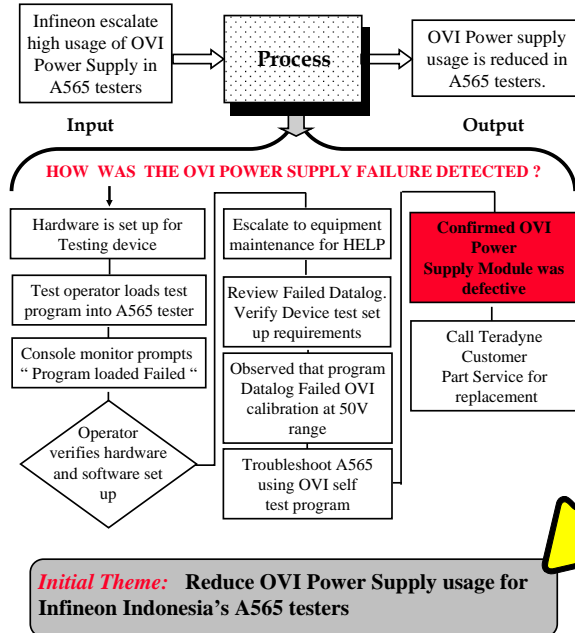 Infineon escalate
high usage of OVI
Power Supply in
A565 testers
Process
OVI Power supply
usage is reduced in
A565 testers.
Input
Output
HOW WAS THE OVI POWER SUPPLY FAILURE DETECTED ?
Hardware is set up for
Testing device
Test operator loads test
program into A565 tester
Console monitor prompts
“ Program loaded Failed “
Operator
verifies hardware
and software set
up
Escalate to equipment
maintenance for HELP
Review Failed Datalog.
Verify Device test set
up requirements
Observed that program
Datalog Failed OVI
calibration at 50V
range
Troubleshoot A565
using OVI self
test program
Confirmed OVI
Power
Supply Module was
defective
Call Teradyne
Customer
Part Service for
replacement
Initial Theme: Reduce OVI Power Supply usage for
Infineon Indonesia’s A565 testers